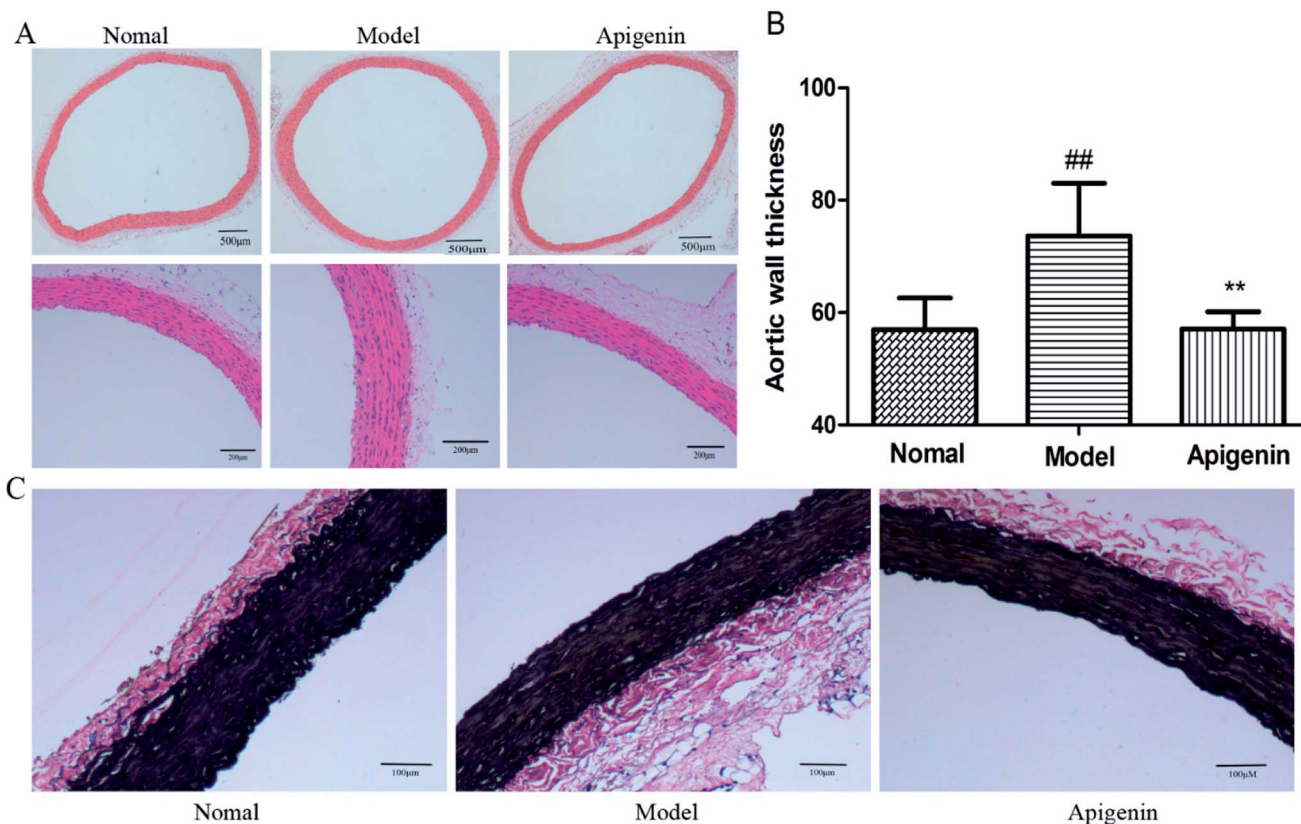 A
Nomal
Model
Apigenin
500μm
500μm
500μm
200μm
200μm
200μm
B
Aortic wall thickness
100
80
60
40
##
**
Nomal
Model
Apigenin
C
100μm
100μm
100μM
Nomal
Model
Apigenin